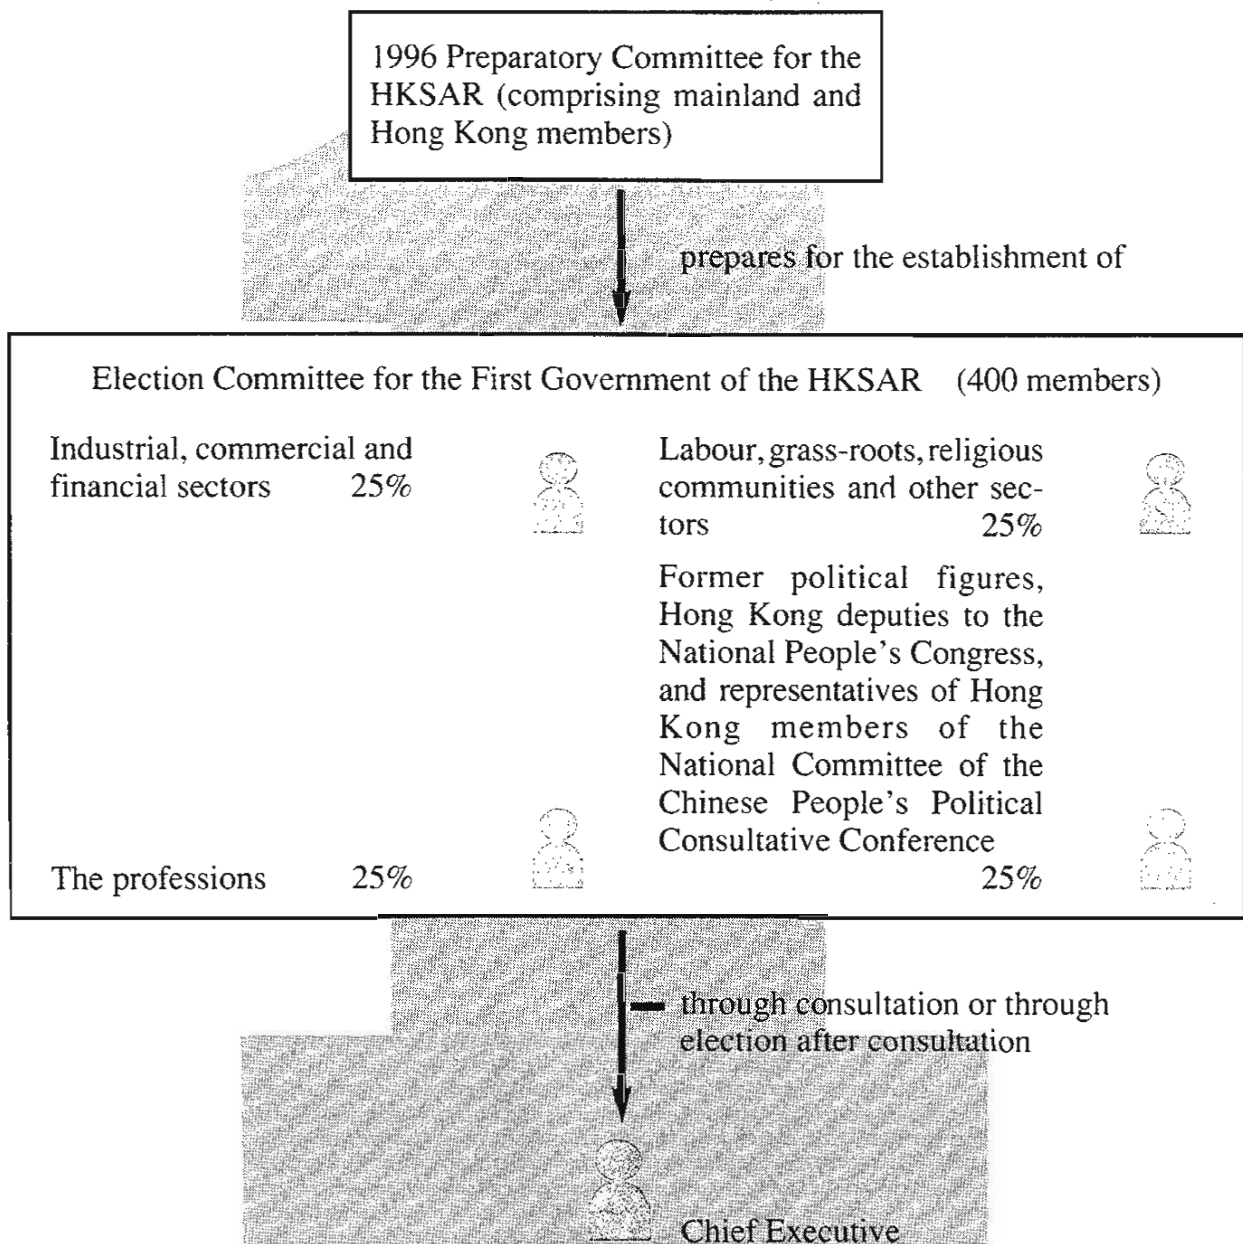 1996 Preparatory Committee for the
HKSAR (comprising mainland and
Hong Kong members)
prepares for the establishment of
Election Committee for the First Government of the HKSAR (400 members)
Industrial, commercial and
financial sectors 25%
Labour, grass-roots, religious
communities and other sec-
tors 25%
Former political figures,
Hong Kong deputies to the
National People's Congress,
and representatives of Hong
Kong members of the
National Committee of the
Chinese People's Political
Consultative Conference
25%
The professions 25%
through consultation or through
election after consultation
Chief Executive